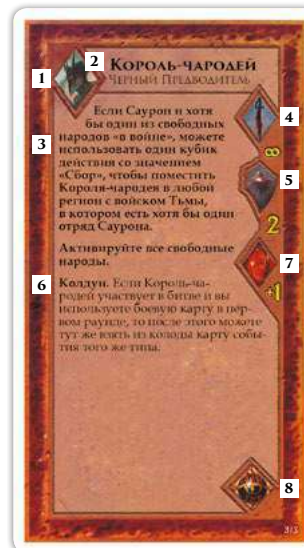 2
КОРОЛЬ-ЧАРОДЕЙ
1
ЧЕРНЫЙ ПРЕДВОДИТЕЛЬ
Если Саурон и хотя
4
бы один из свободных
3
народов «в войне», можете
использовать один кубик
∞
действия со значением
«Сбор», чтобы поместить
5
Короля-чародея в любой
регион с войском Тьмы,
в котором есть хотя бы один
2
отряд Саурона.
Активируйте все свободные
7
народы.
6
Колдун. Если Король-ча-
+1
родей участвует в битве и вы
используете боевую карту в пер-
вом раунде, то после этого можете
тут же взять из колоды карту собы-
тия того же типа.
8